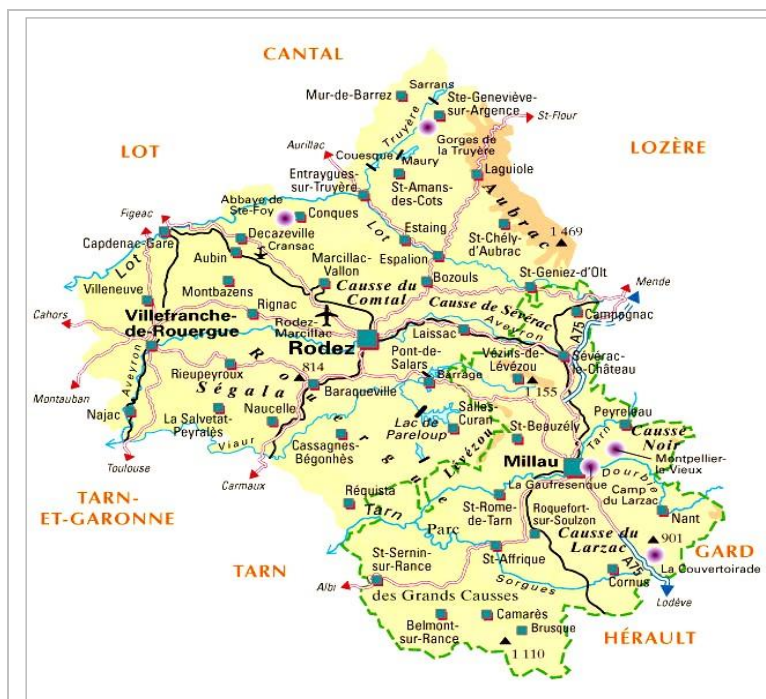 CANTAL
Sarrans
Mur-de-Barrez
Ste-Geneviève-
sur-Argence
St-Flour
LOT
LOZÈRE
Truyère
Gorges de
la Truyère
Aurillac
Couesque
Maury
Laguiole
Entraygues-
sur-Truyère
St-Amans-
des-Cots
Aubrac
Abbaye de
Ste-Foy
Conques
Figeac
Capdenac-Gare
Decazeville
Cransac
Lot
Estaing
St-Chély-
d'Aubrac
1 469
Aubin
Marcillac-
Vallon
Espalion
Lot
St-Geniez-d'Olt
Mende
Villeneuve
Montbazens
Causse du
Comtal
Bozouls
Causse de Sévérac
Campagnac
Rignac
Cahors
Villefranche-
de-Rouergue
Rodez-
Marcillac
Rodez
Laissac
Aveyron
A75
Pont-de-
Salars
Vézins-de-
Lévézou
Sévérac-
le-Château
Aveyron
Rieupeyroux
Rouergue
814
Baraqueville
Barrage
1 155
Montauban
Ségala
Najac
La Salvetat-
Peyralès
Naucelle
Lac de
Pareloup
Salles-
Curan
Peyreleau
Causse
Noir
Viaur
Cassagnes-
Bégonhès
Lévézou
St-Beauzély
Tarn
Montpellier-
le-Vieux
Toulouse
Carmaux
Millau
Dourbie
La Gaufresenque
Camp
du Larzac
TARN-
ET-GARONNE
Réquista
Tarn
St-Rome-
de-Tarn
Roquefort-
sur-Soulzon
Nant
Parc
Causse du
Larzac
901
GARD
TARN
St-Sernin-
sur-Rance
St-Affrique
A75
La Couvertoirade
Albi
Sorgues
Cornus
des Grands Causses
Lodève
Belmont-
sur-Rance
Camarès
Brusque
HÉRAULT
1 110